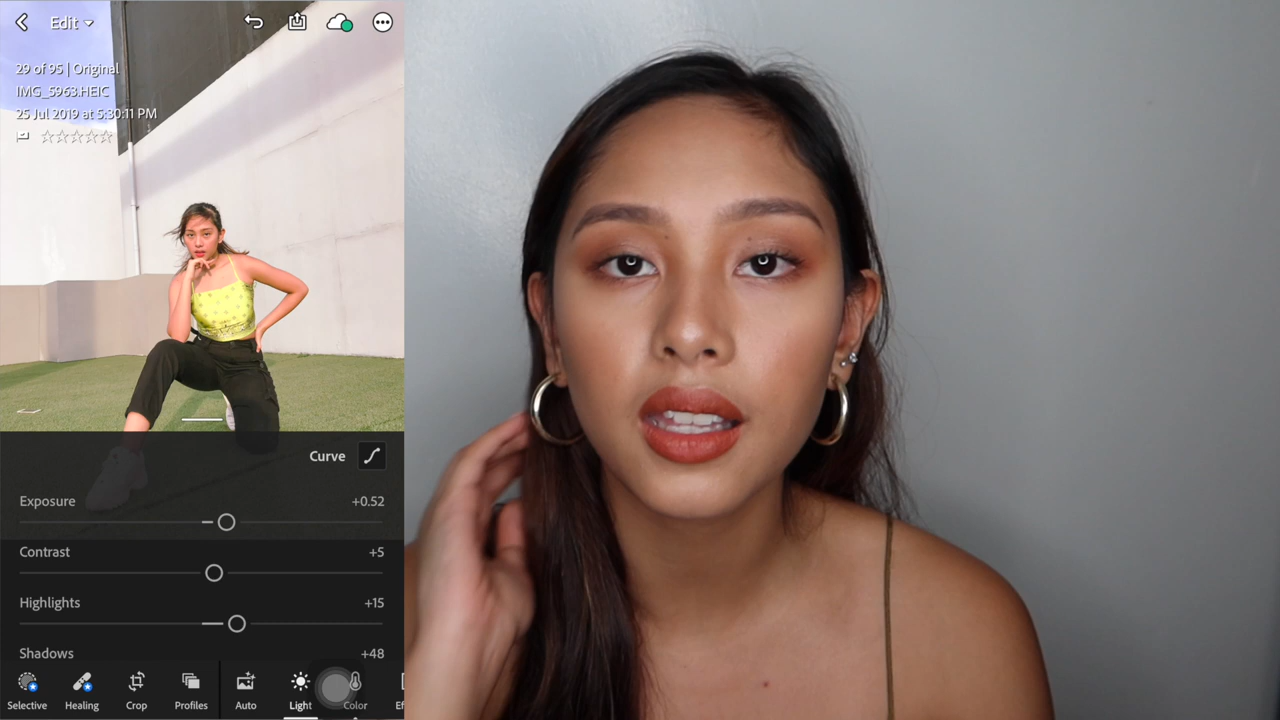 Edit
29 of 95 | Original
IMG_5963.HEIC
25 Jul 2019 at 5:30:11 PM
Curve
Exposure +0.52
Contrast +5
Highlights +15
Shadows +48
Selective Healing Crop Profiles Auto Light Color Ef